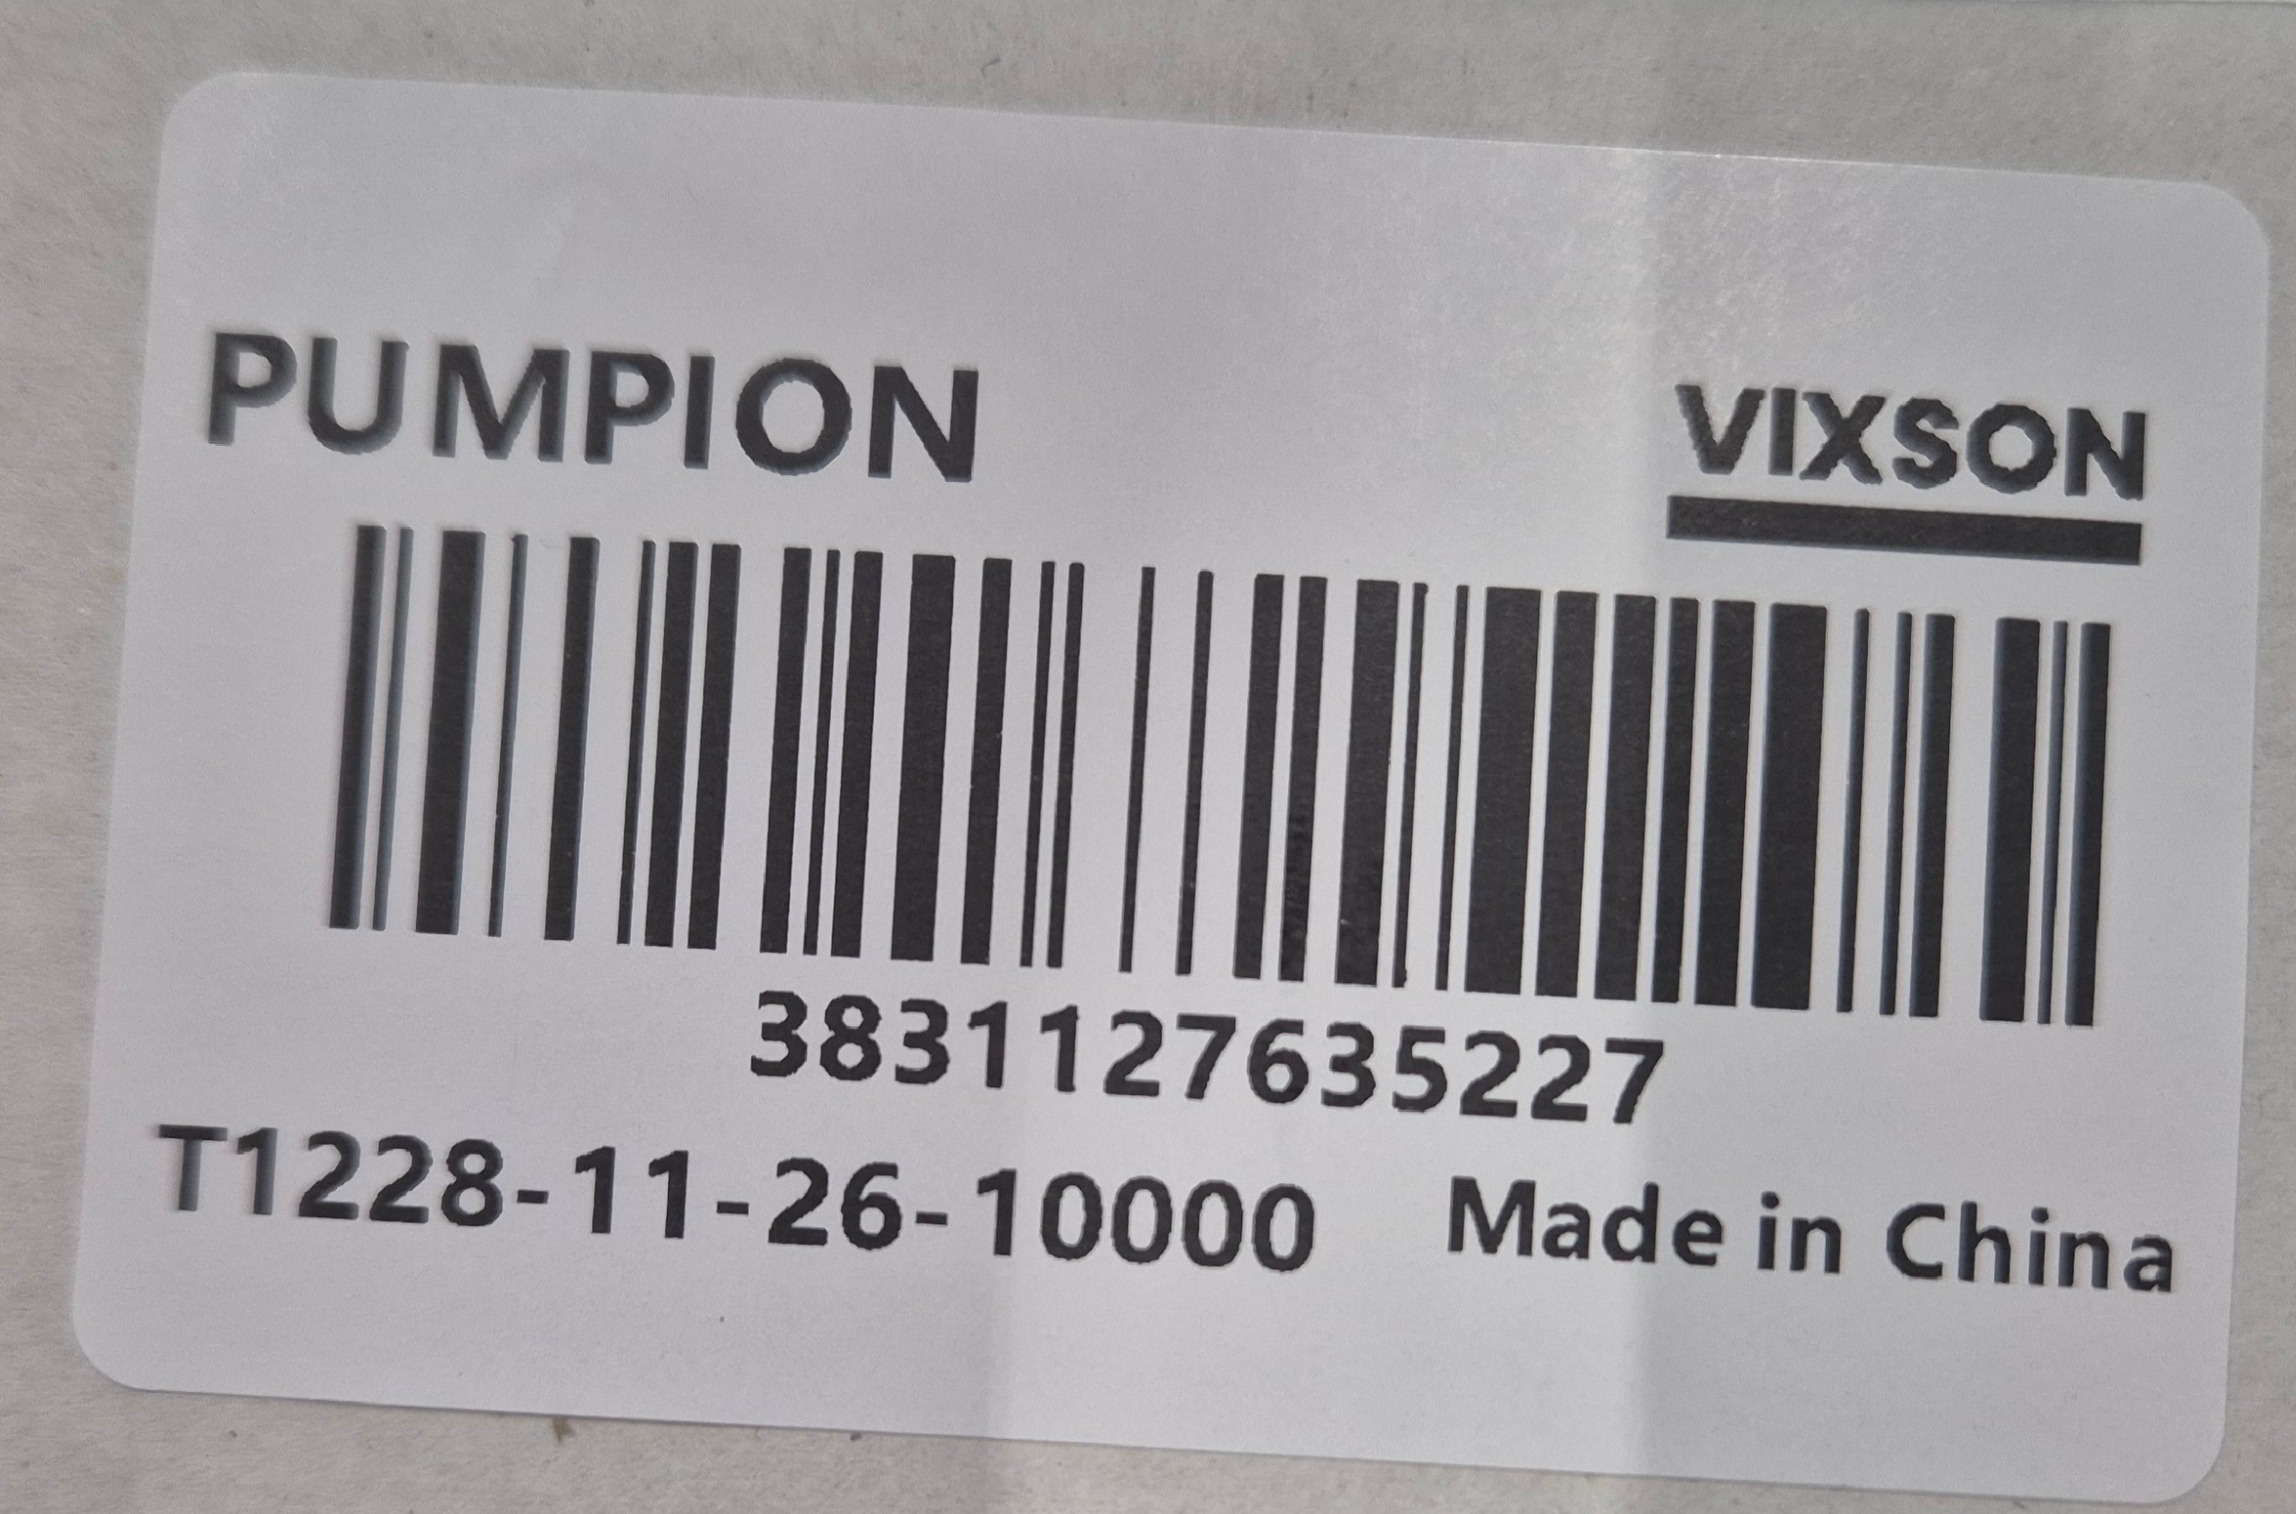 PUMPION
VIXSON
3831127635227
T1228-11-26-10000 Made in China